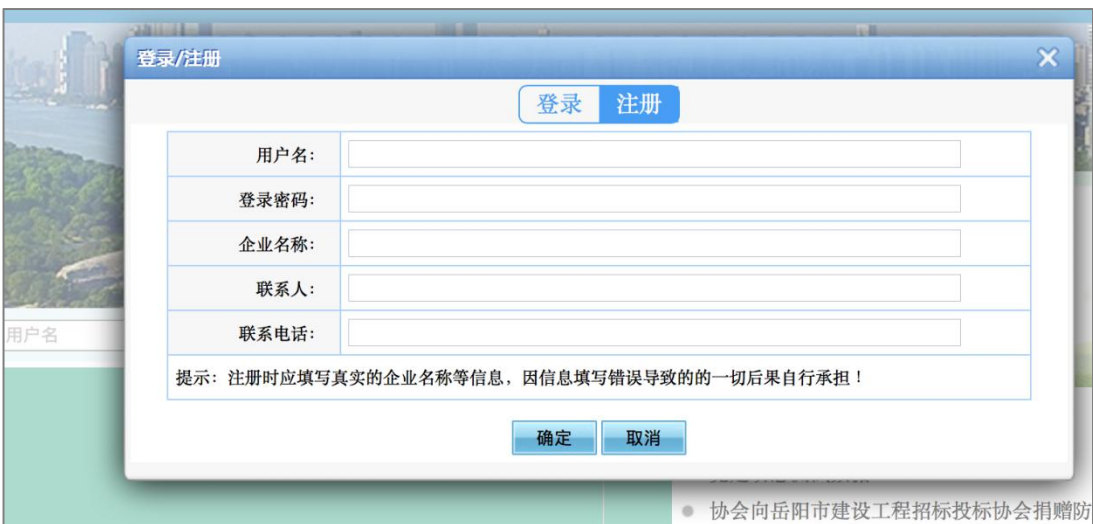 登录/注册
登录 注册
用户名：
登录密码：
企业名称：
联系人：
联系电话：
用户名
提示：注册时应填写真实的企业名称等信息，因信息填写错误导致的的一切后果自行承担！
确定 取消
协会向岳阳市建设工程招标投标协会捐赠防